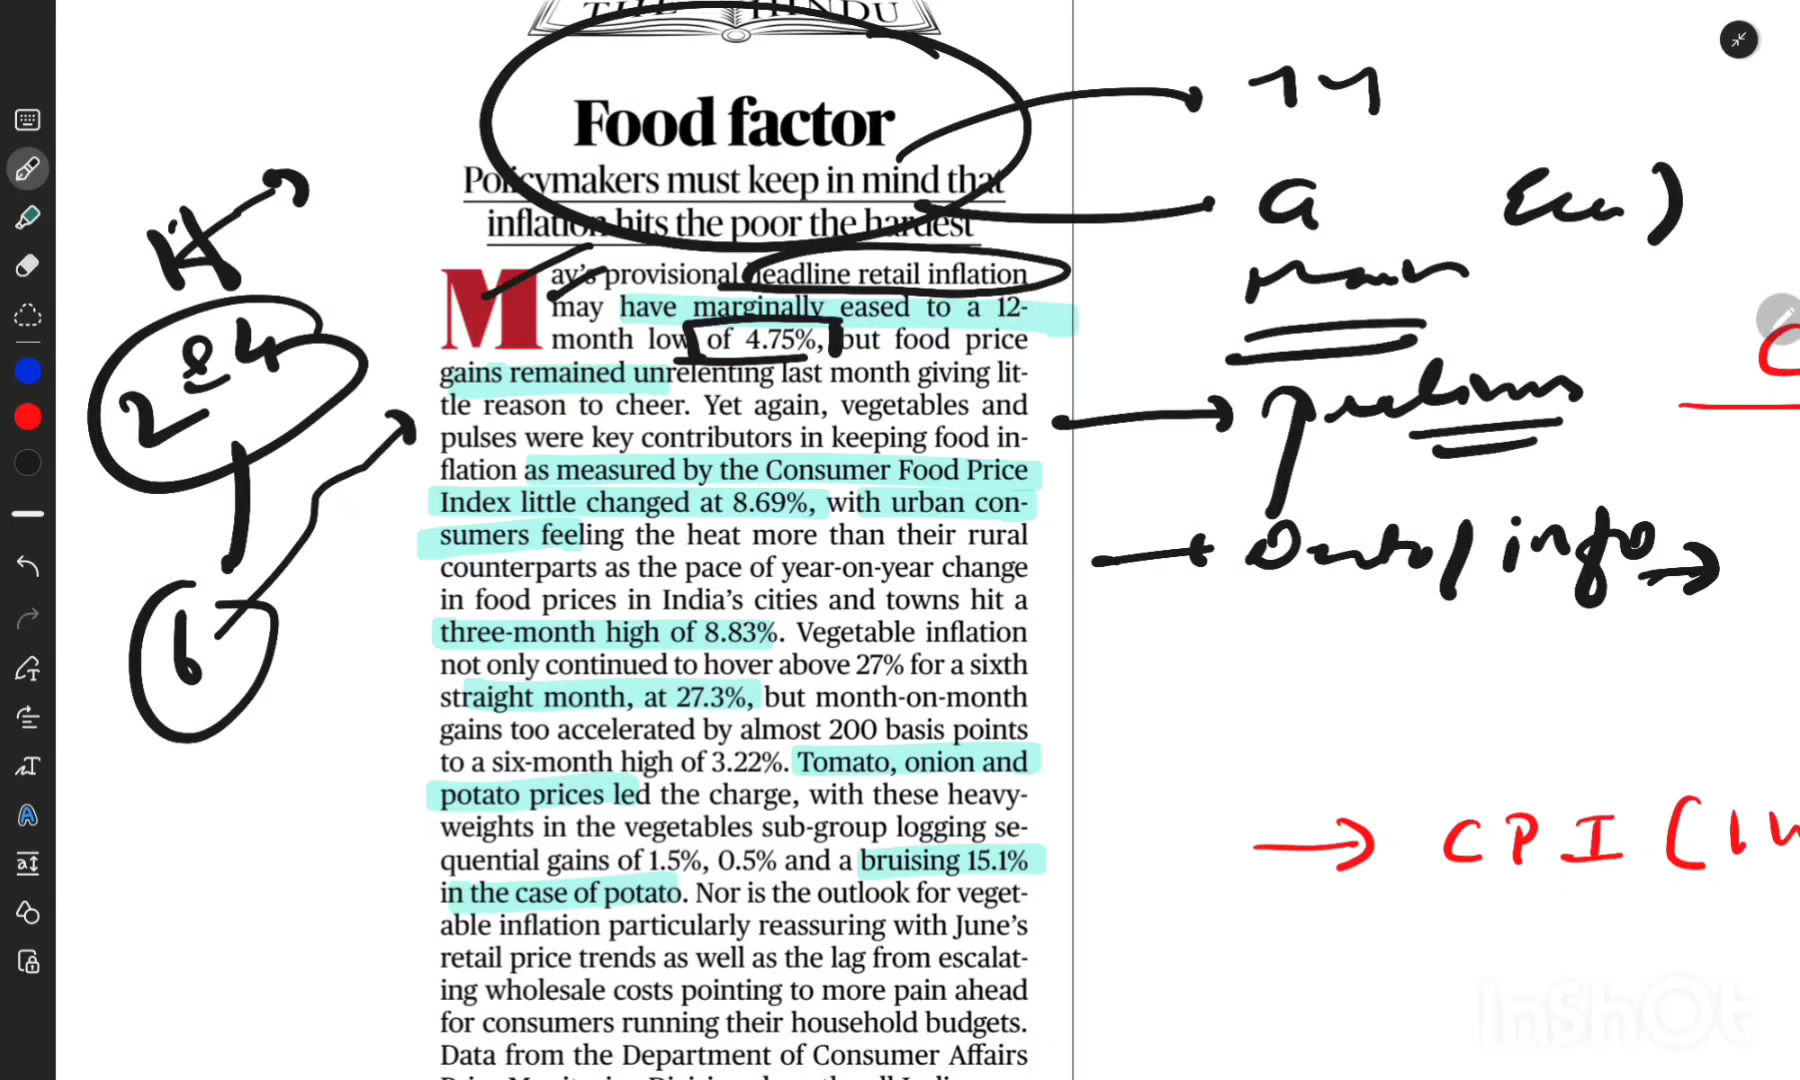 THE HINDU
Food factor
Policymakers must keep in mind that
inflation hits the poor the hardest
May's provisional headline retail inflation
may have marginally eased to a 12-
month low of 4.75%, but food price
gains remained unrelenting last month giving lit-
tle reason to cheer. Yet again, vegetables and
pulses were key contributors in keeping food in-
flation as measured by the Consumer Food Price
Index little changed at 8.69%, with urban con-
sumers feeling the heat more than their rural
counterparts as the pace of year-on-year change
in food prices in India's cities and towns hit a
three-month high of 8.83%. Vegetable inflation
not only continued to hover above 27% for a sixth
straight month, at 27.3%, but month-on-month
gains too accelerated by almost 200 basis points
to a six-month high of 3.22%. Tomato, onion and
potato prices led the charge, with these heavy-
weights in the vegetables sub-group logging se-
quential gains of 1.5%, 0.5% and a bruising 15.1%
in the case of potato. Nor is the outlook for veget-
able inflation particularly reassuring with June's
retail price trends as well as the lag from escalat-
ing wholesale costs pointing to more pain ahead
for consumers running their household budgets.
Data from the Department of Consumer Affairs
6
prelims
info
CPI (
InShOt